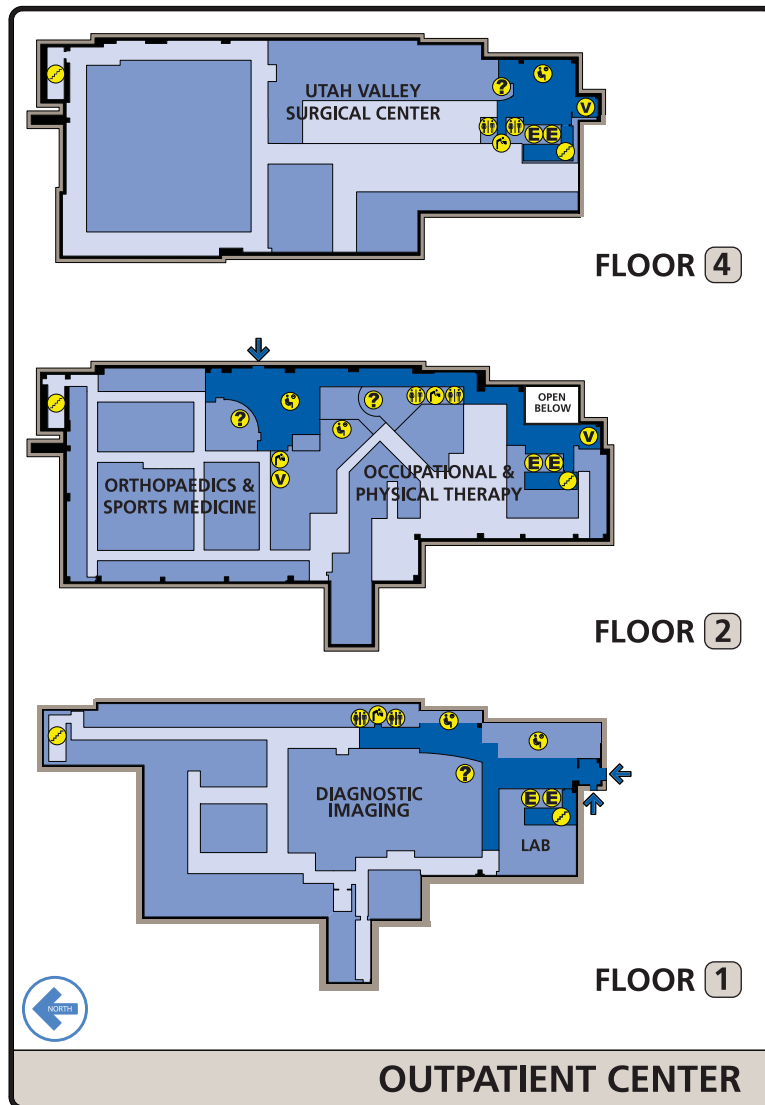 UTAH VALLEY
SURGICAL CENTER
?
V
E E
FLOOR 4
OPEN
BELOW
?
?
V
E E
V
ORTHOPAEDICS &
SPORTS MEDICINE
OCCUPATIONAL &
PHYSICAL THERAPY
FLOOR 2
?
DIAGNOSTIC
IMAGING
E E
LAB
FLOOR 1
NORTH
OUTPATIENT CENTER